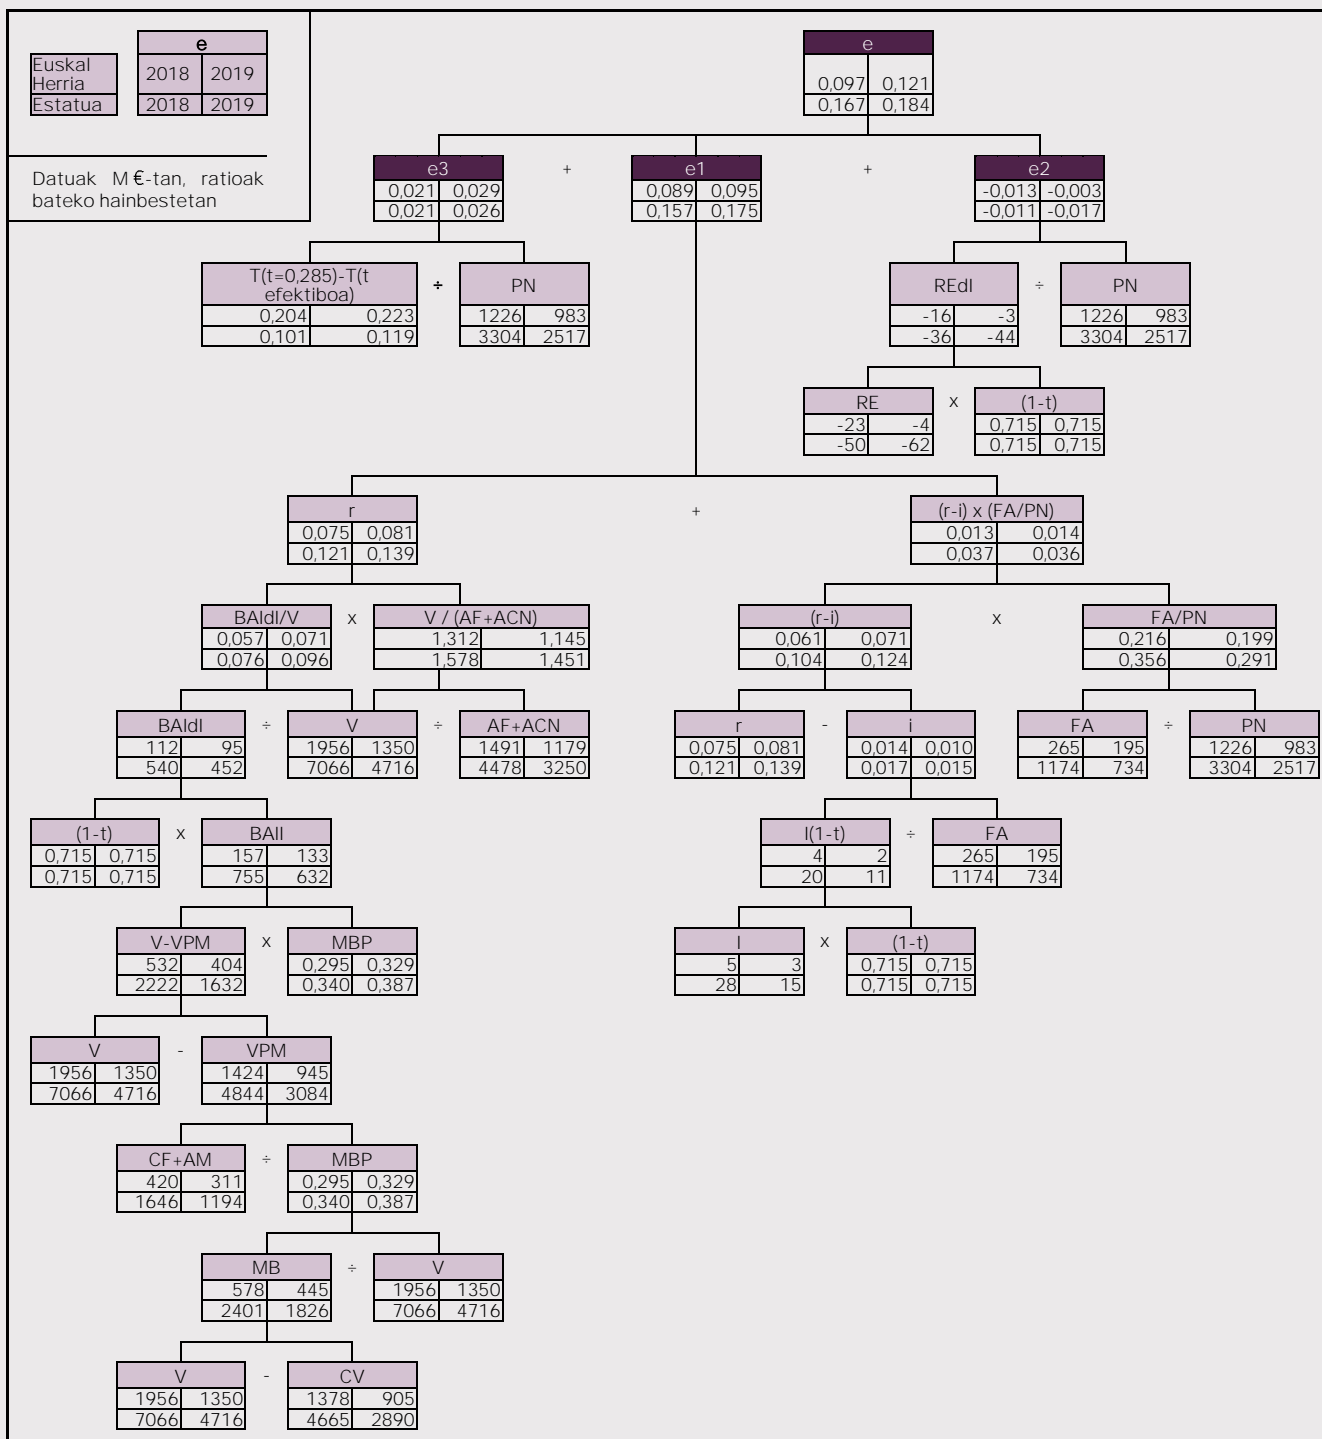 e
Euskal Herria 2018 2019
Estatua 2018 2019
Datuak M €-tan, ratioak
bateko hainbestetan
e
0,097 0,121
0,167 0,184
e3 + e1 + e2
0,021 0,029 0,089 0,095 -0,013 -0,003
0,021 0,026 0,157 0,175 -0,011 -0,017
T(t=0,285)-T(t efektiboa) ÷ PN REdI ÷ PN
0,204 0,223 1226 983 -16 -3 1226 983
0,101 0,119 3304 2517 -36 -44 3304 2517
RE x (1-t)
-23 -4 0,715 0,715
-50 -62 0,715 0,715
r + (r-i) x (FA/PN)
0,075 0,081 0,013 0,014
0,121 0,139 0,037 0,036
BAIdI/V x V / (AF+ACN) (r-i) x FA/PN
0,057 0,071 1,312 1,145 0,061 0,071 0,216 0,199
0,076 0,096 1,578 1,451 0,104 0,124 0,356 0,291
BAIdI ÷ V ÷ AF+ACN r - i FA ÷ PN
112 95 1956 1350 1491 1179 0,075 0,081 0,014 0,010 265 195 1226 983
540 452 7066 4716 4478 3250 0,121 0,139 0,017 0,015 1174 734 3304 2517
(1-t) x BAII I(1-t) ÷ FA
0,715 0,715 157 133 4 2 265 195
0,715 0,715 755 632 20 11 1174 734
V-VPM x MBP I x (1-t)
532 404 0,295 0,329 5 3 0,715 0,715
2222 1632 0,340 0,387 28 15 0,715 0,715
V - VPM
1956 1350 1424 945
7066 4716 4844 3084
CF+AM ÷ MBP
420 311 0,295 0,329
1646 1194 0,340 0,387
MB ÷ V
578 445 1956 1350
2401 1826 7066 4716
V - CV
1956 1350 1378 905
7066 4716 4665 2890